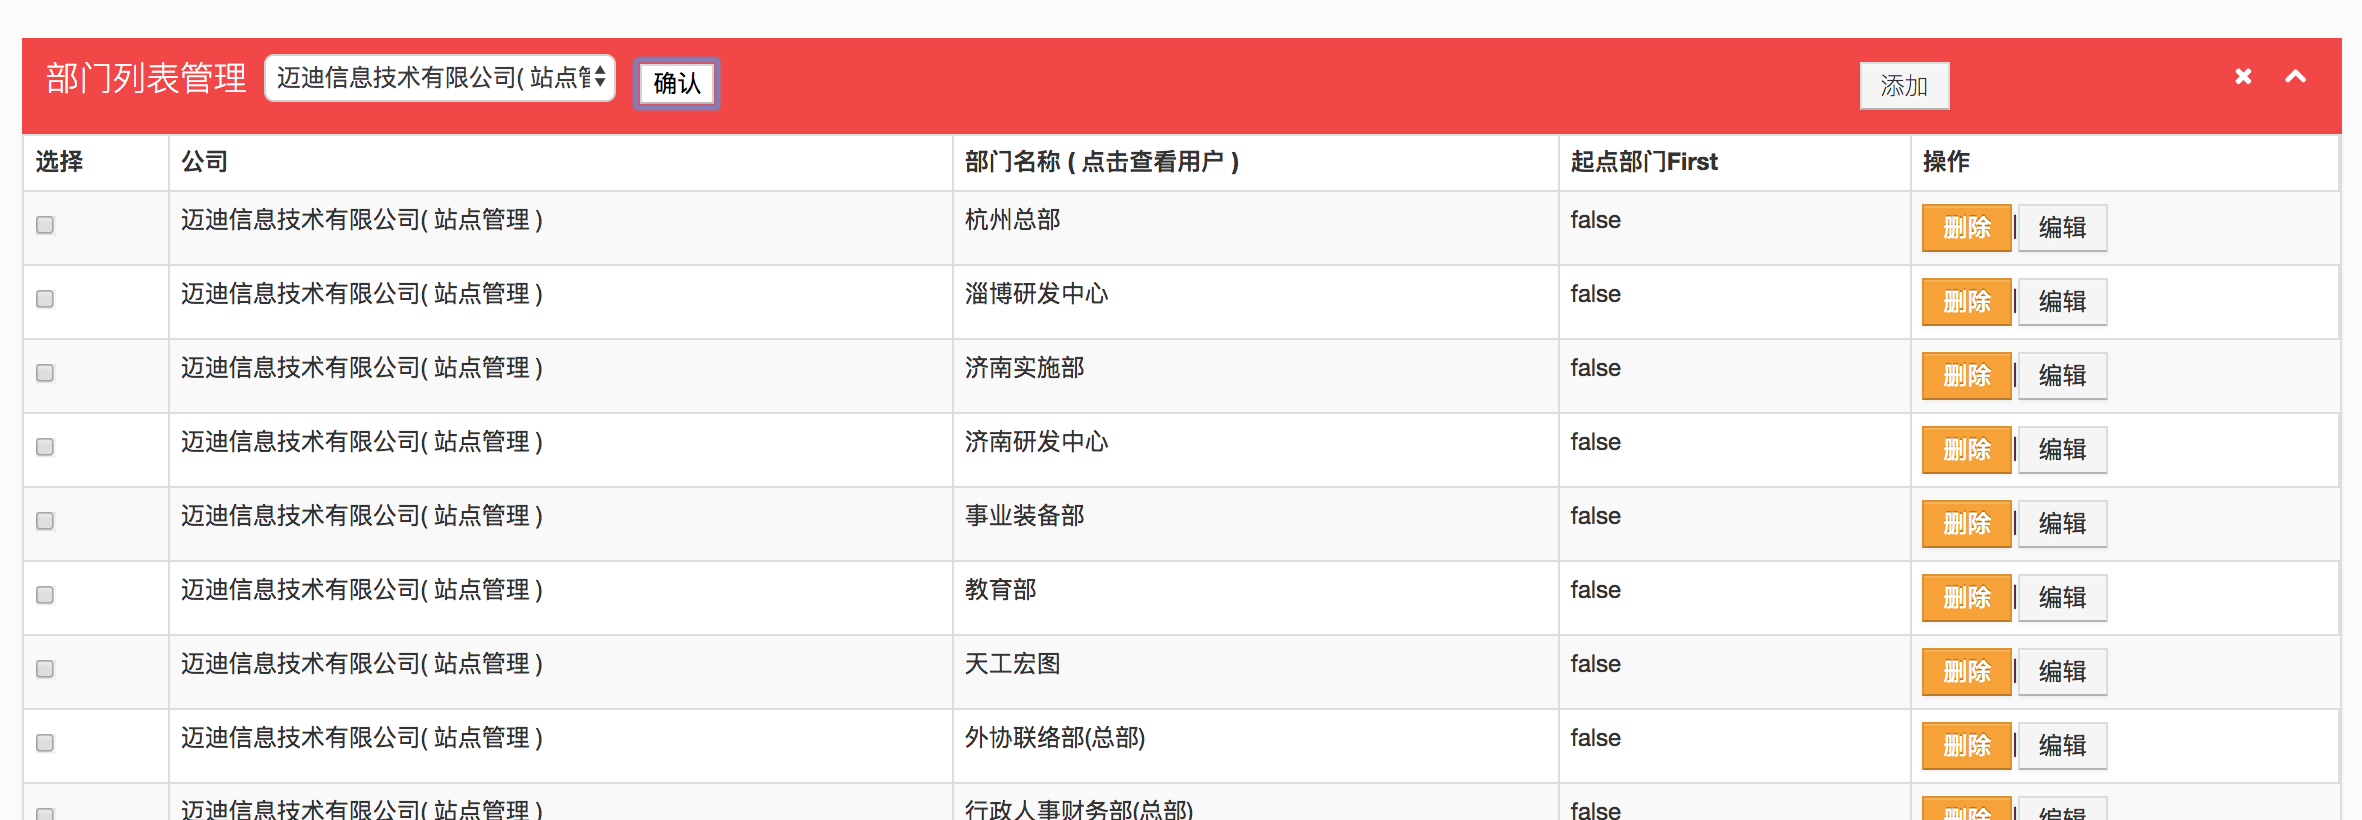 部门列表管理 迈迪信息技术有限公司( 站点管 确认 添加
选择 公司 部门名称 ( 点击查看用户 ) 起点部门First 操作
迈迪信息技术有限公司( 站点管理 ) 杭州总部 false 删除 | 编辑
迈迪信息技术有限公司( 站点管理 ) 淄博研发中心 false 删除 | 编辑
迈迪信息技术有限公司( 站点管理 ) 济南实施部 false 删除 | 编辑
迈迪信息技术有限公司( 站点管理 ) 济南研发中心 false 删除 | 编辑
迈迪信息技术有限公司( 站点管理 ) 事业装备部 false 删除 | 编辑
迈迪信息技术有限公司( 站点管理 ) 教育部 false 删除 | 编辑
迈迪信息技术有限公司( 站点管理 ) 天工宏图 false 删除 | 编辑
迈迪信息技术有限公司( 站点管理 ) 外协联络部(总部) false 删除 | 编辑
迈迪信息技术有限公司( 站点管理 ) 行政人事财务部(总部) false 删除 编辑